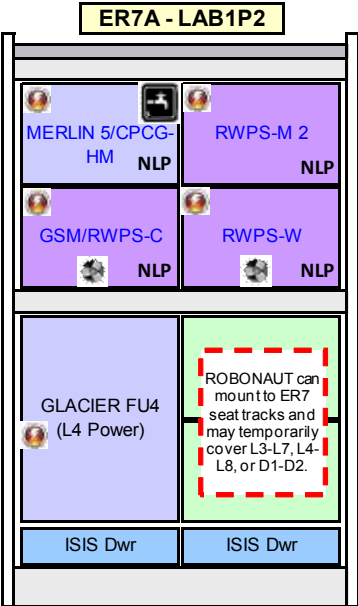 ER7A - LAB1P2
MERLIN 5/CPCG-
HM NLP
RWPS-M 2
NLP
GSM/RWPS-C
NLP
RWPS-W
NLP
GLACIER FU4
(L4 Power)
ROBONAUT can
mount to ER7
seat tracks and
may temporarily
cover L3-L7, L4-
L8, or D1-D2.
ISIS Dwr
ISIS Dwr